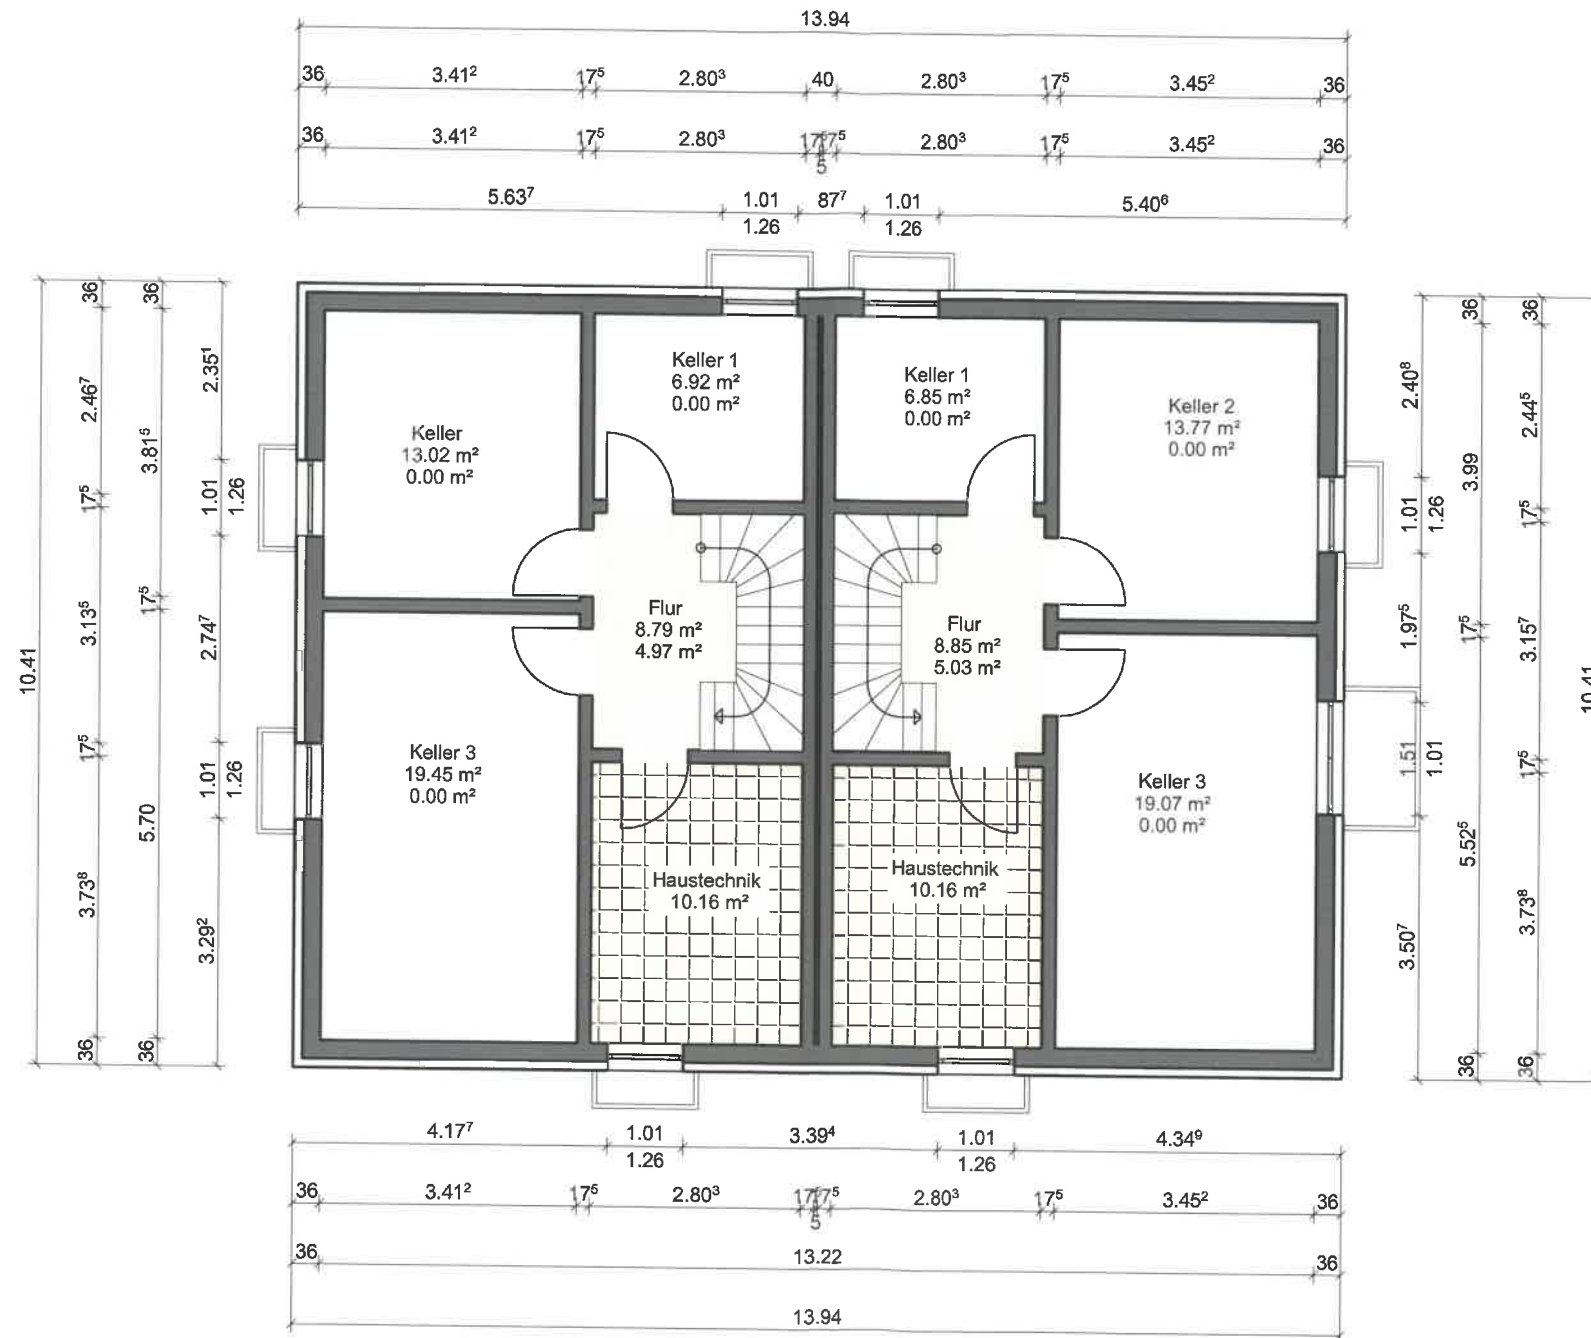 13.94
36 3.41² 17⁵ 2.80³ 40 2.80³ 17⁵ 3.45² 36
36 3.41² 17⁵ 2.80³ 17⁵ 17⁵ 2.80³ 17⁵ 3.45² 36
5
5.63⁷ 1.01 87⁷ 1.01 5.40⁶
1.26 1.26
10.41
36 2.46⁷ 17⁵ 3.13⁵ 17⁵ 3.73⁸ 36
36 3.81⁵ 17⁵ 5.70 36
2.35¹ 1.01 2.74⁷ 1.01 3.29²
1.26 1.26
Keller
13.02 m²
0.00 m²
Keller 1
6.92 m²
0.00 m²
Keller 1
6.85 m²
0.00 m²
Keller 2
13.77 m²
0.00 m²
Flur
8.79 m²
4.97 m²
Flur
8.85 m²
5.03 m²
Keller 3
19.45 m²
0.00 m²
Keller 3
19.07 m²
0.00 m²
Haustechnik
10.16 m²
Haustechnik
10.16 m²
2.40⁸ 1.01 1.97⁵ 1.51 3.50⁷
1.26 1.01
36 3.99 17⁵ 5.52⁵ 36
36 2.44⁵ 17⁵ 3.15⁷ 17⁵ 3.73⁸ 36
10.41
4.17⁷ 1.01 3.39⁴ 1.01 4.34⁹
1.26 1.26
36 3.41² 17⁵ 2.80³ 17⁵ 17⁵ 2.80³ 17⁵ 3.45² 36
5
36 13.22 36
13.94